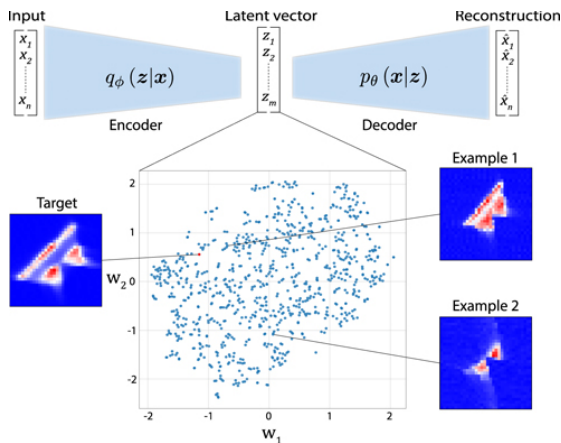 Input
Latent vector
Reconstruction
x1
x2
xn
qϕ (z|x)
Encoder
z1
z2
zm
pθ (x|z)
Decoder
x̂1
x̂2
x̂n
Target
Example 1
Example 2
2
1
0
-1
-2
w2
-2
-1
0
1
2
w1